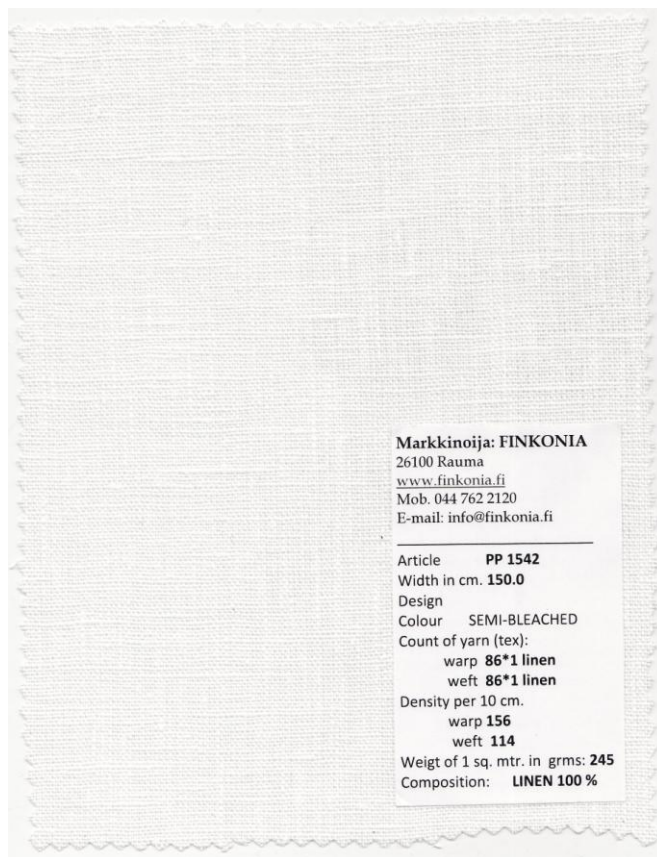 Markkinoija: FINKONIA
26100 Rauma
www.finkonia.fi
Mob. 044 762 2120
E-mail: info@finkonia.fi
Article PP 1542
Width in cm. 150.0
Design
Colour SEMI-BLEACHED
Count of yarn (tex):
warp 86*1 linen
weft 86*1 linen
Density per 10 cm.
warp 156
weft 114
Weigt of 1 sq. mtr. in grms: 245
Composition: LINEN 100 %